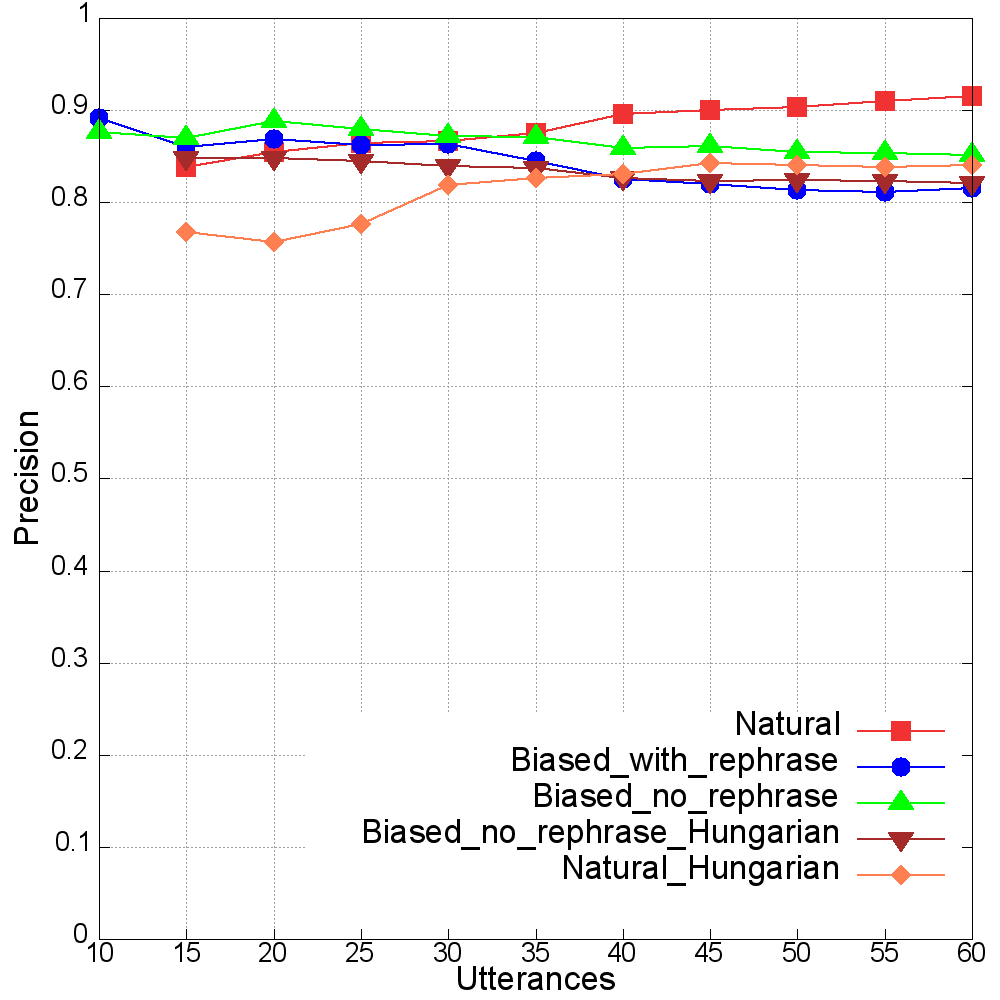 1
0.9
0.8
0.7
0.6
0.5
0.4
0.3
0.2
0.1
0
Precision
Natural
Biased_with_rephrase
Biased_no_rephrase
Biased_no_rephrase_Hungarian
Natural_Hungarian
10 15 20 25 30 35 40 45 50 55 60
Utterances